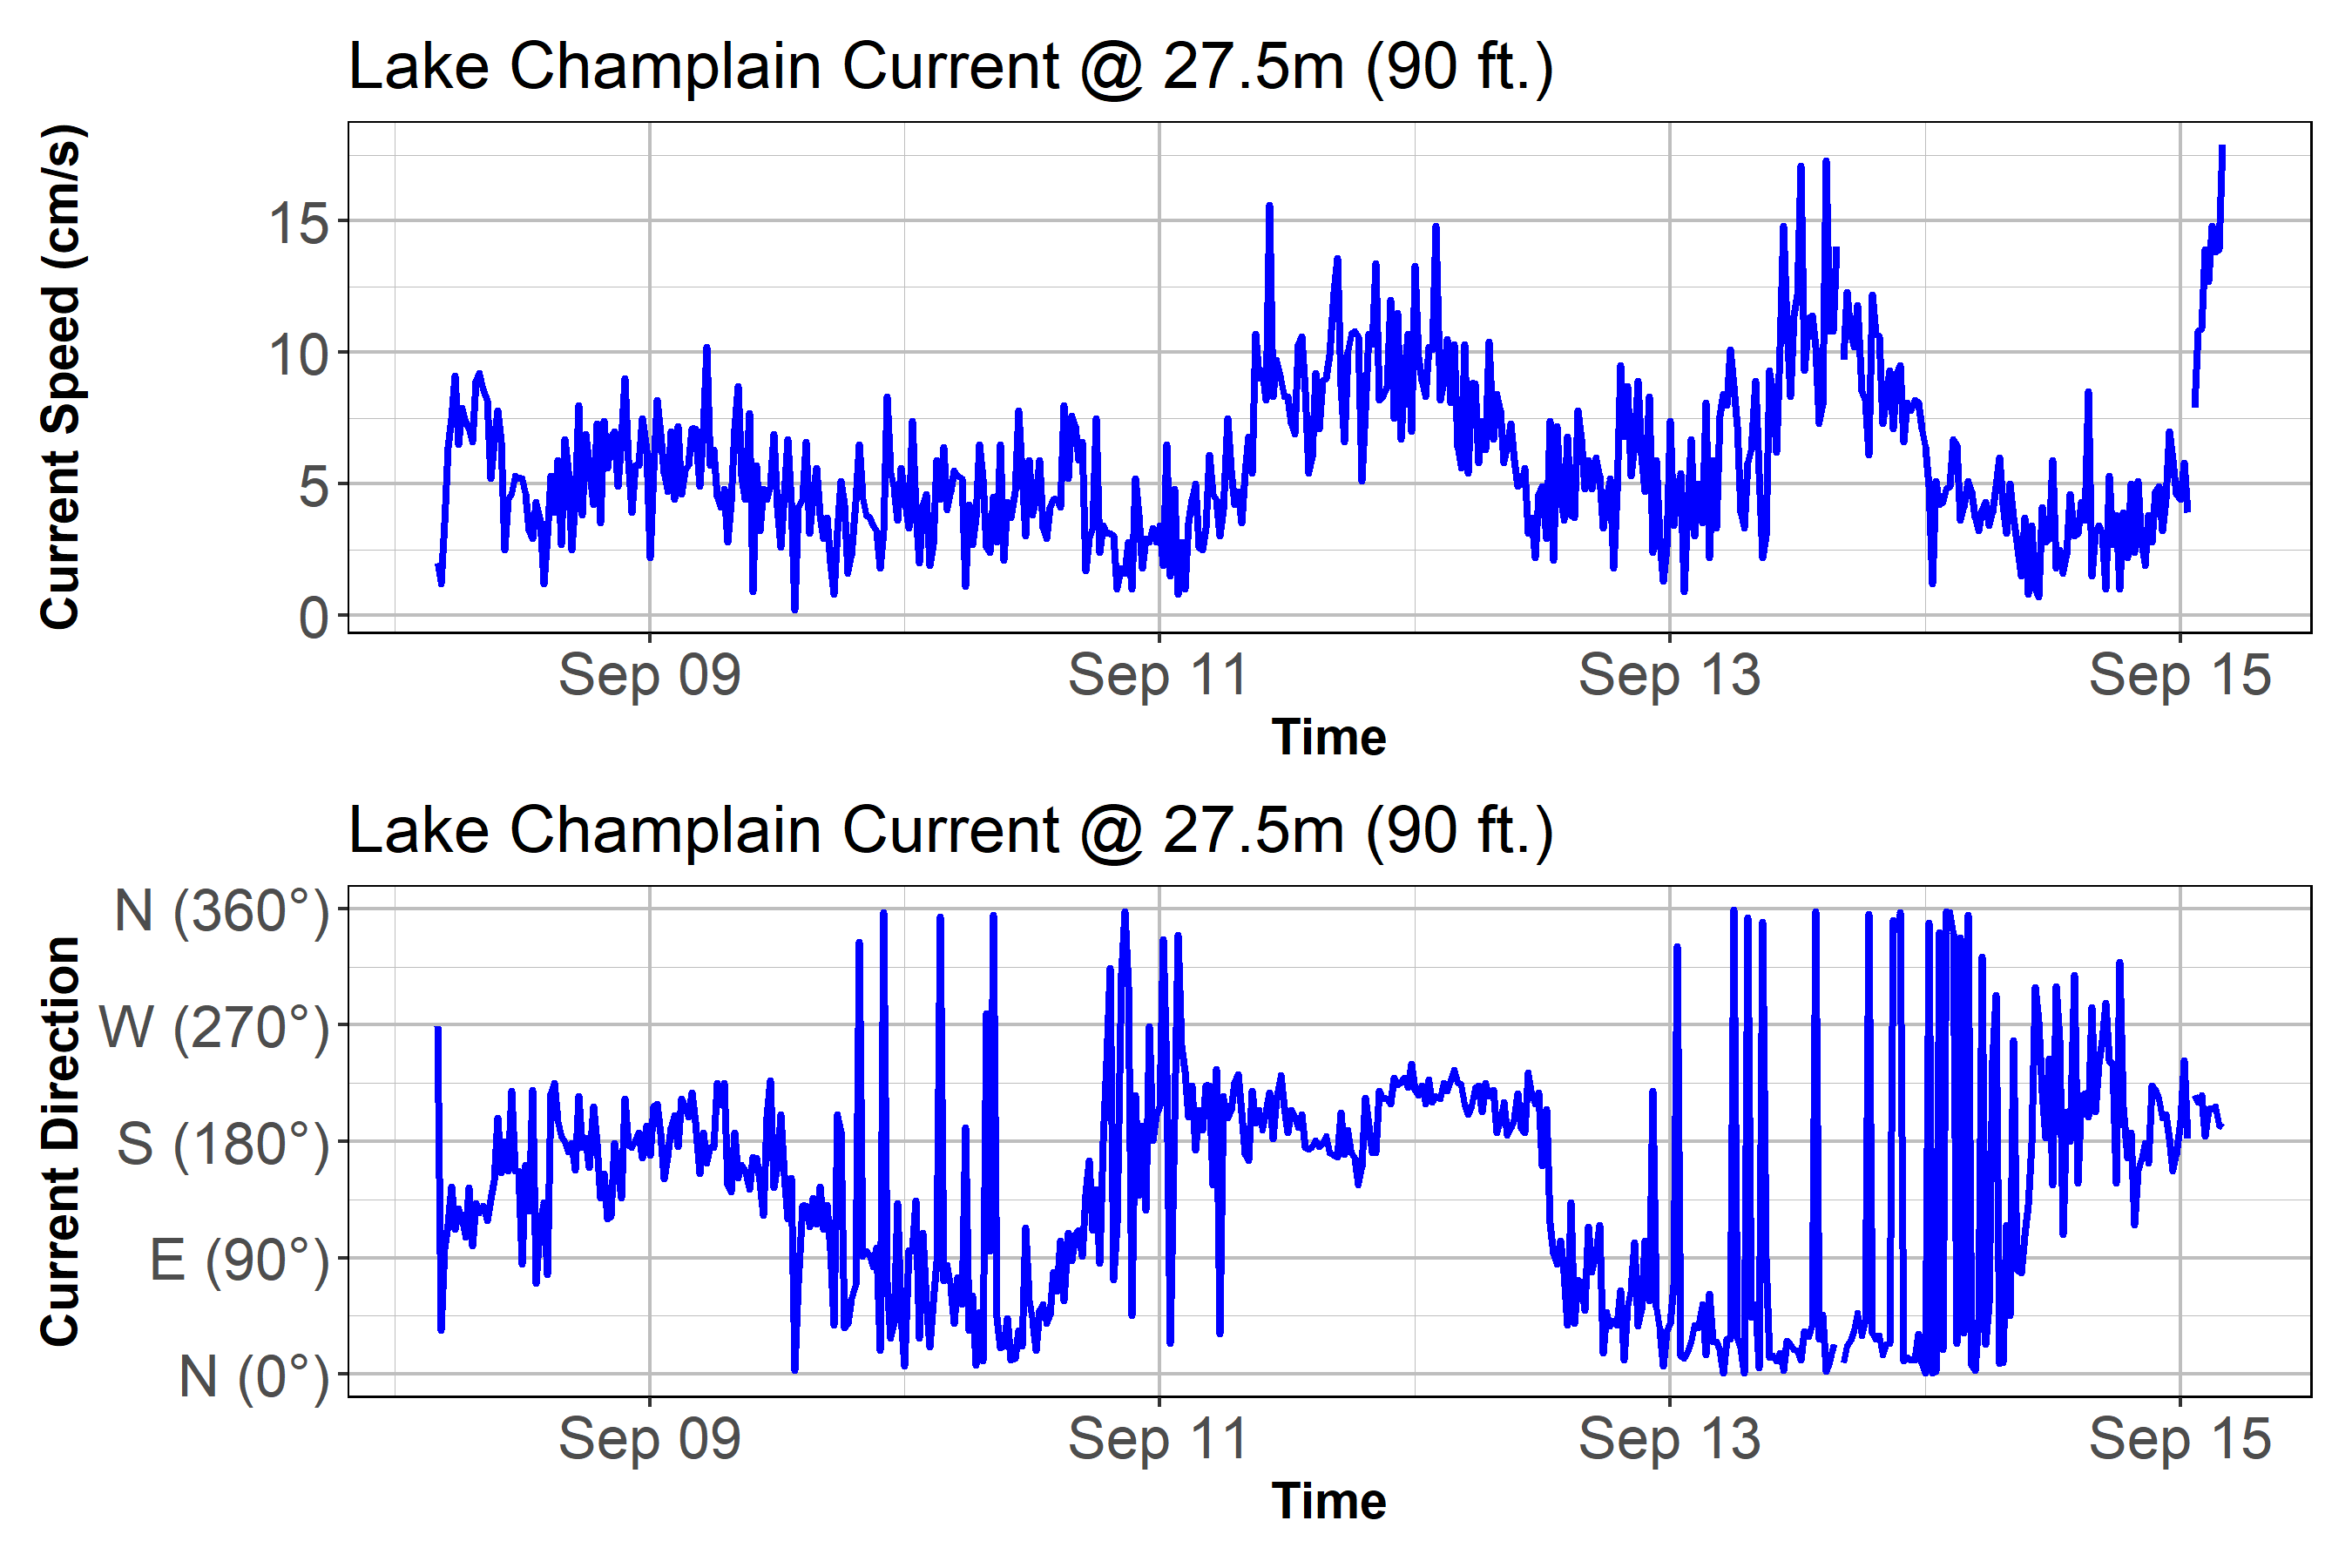 Lake Champlain Current @ 27.5m (90 ft.)
Current Speed (cm/s)
15
10
5
0
Sep 09 Sep 11 Sep 13 Sep 15
Time
Lake Champlain Current @ 27.5m (90 ft.)
Current Direction
N (360°)
W (270°)
S (180°)
E (90°)
N (0°)
Sep 09 Sep 11 Sep 13 Sep 15
Time